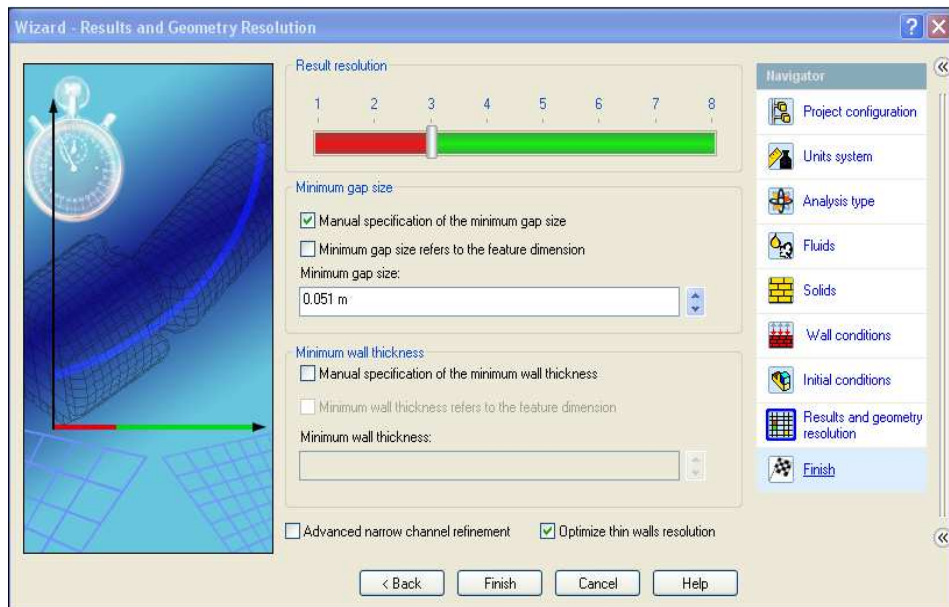 Wizard - Results and Geometry Resolution
Result resolution
1 2 3 4 5 6 7 8
Minimum gap size
Manual specification of the minimum gap size
Minimum gap size refers to the feature dimension
Minimum gap size:
0.051 m
Minimum wall thickness
Manual specification of the minimum wall thickness
Minimum wall thickness refers to the feature dimension
Minimum wall thickness:
Advanced narrow channel refinement
Optimize thin walls resolution
< Back
Finish
Cancel
Help
Navigator
Project configuration
Units system
Analysis type
Fluids
Solids
Wall conditions
Initial conditions
Results and geometry
resolution
Finish